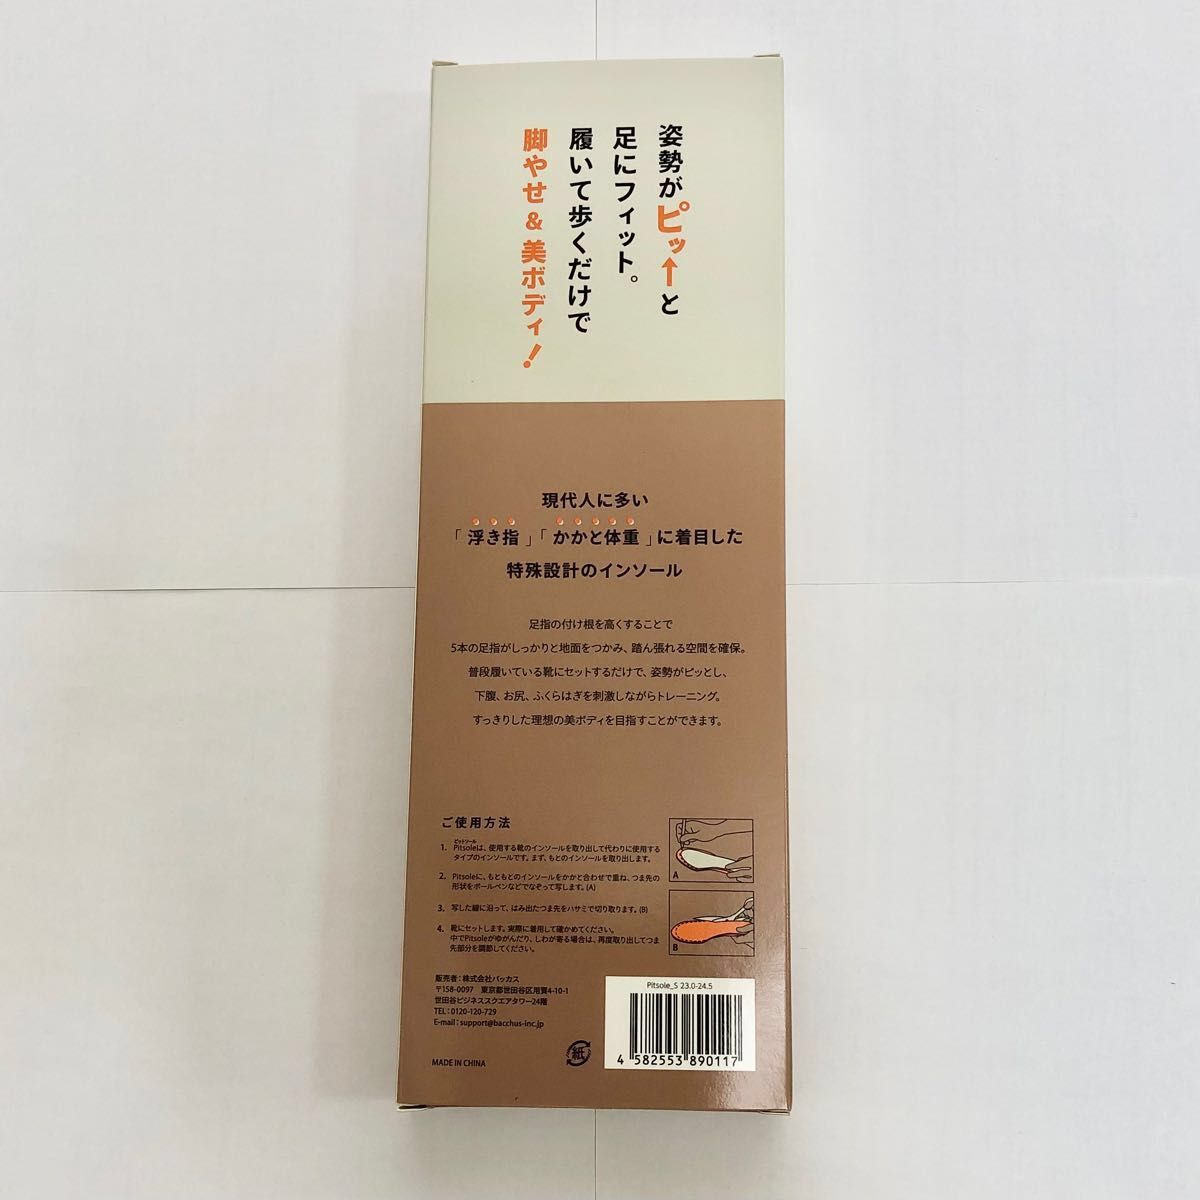 姿勢がピッ↑と
足にフィット。
履いて歩くだけで
脚やせ&美ボディ!
現代人に多い
「浮き指」「かかと体重」に着目した
特殊設計のインソール
足指の付け根を高くすることで
5本の足指がしっかりと地面をつかみ、踏ん張れる空間を確保。
普段履いている靴にセットするだけで、姿勢がピッとし、
下腹、お尻、ふくらはぎを刺激しながらトレーニング。
すっきりした理想の美ボディを目指すことができます。
ご使用方法
ピットソール
1. Pitsoleは、使用する靴のインソールを取り出して代わりに使用する
タイプのインソールです。まず、もとのインソールを取り出します。
2. Pitsoleに、もともとのインソールをかかと合わせで重ね、つま先の
形状をボールペンなどでなぞって写します。(A)
3. 写した線に沿って、はみ出たつま先をハサミで切り取ります。(B)
4. 靴にセットします。実際に着用して確かめてください。
中でPitsoleがゆがんだり、しわが寄る場合は、再度取り出してつま
先部分を調節してください。
A
B
販売者:株式会社バッカス
〒158-0097 東京都世田谷区用賀4-10-1
世田谷ビジネススクエアタワー24階
TEL:0120-120-729
E-mail:support@bacchus-inc.jp
MADE IN CHINA
紙
Pitsole_S 23.0-24.5
4 582553 890117